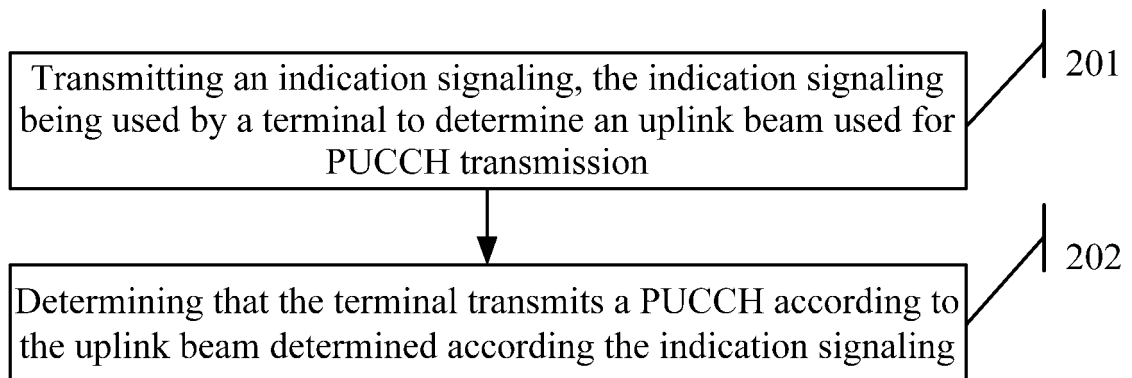 Transmitting an indication signaling, the indication signaling
being used by a terminal to determine an uplink beam used for
PUCCH transmission
201
Determining that the terminal transmits a PUCCH according to
the uplink beam determined according the indication signaling
202